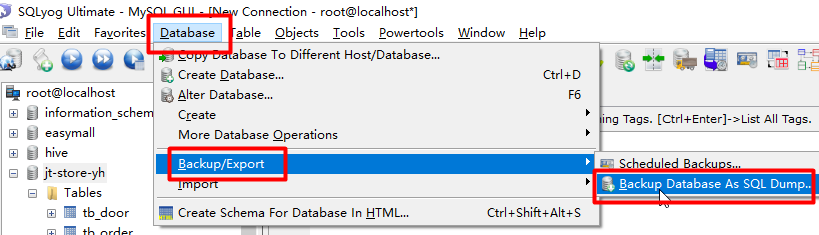 SQLyog Ultimate - MySQL GUI - [New Connection - root@localhost*]
File Edit Favorites Database Table Objects Tools Powertools Window Help
root@localhost
information_schema
easymall
hive
jt-store-yh
Tables
tb_door
tb_order
Copy Database To Different Host/Database...
Create Database... Ctrl+D
Alter Database... F6
Create
More Database Operations
Backup/Export
Import
Create Schema For Database In HTML... Ctrl+Shift+Alt+S
ning Tags. [Ctrl+Enter]->List All Tags.
Scheduled Backups...
Backup Database As SQL Dump...